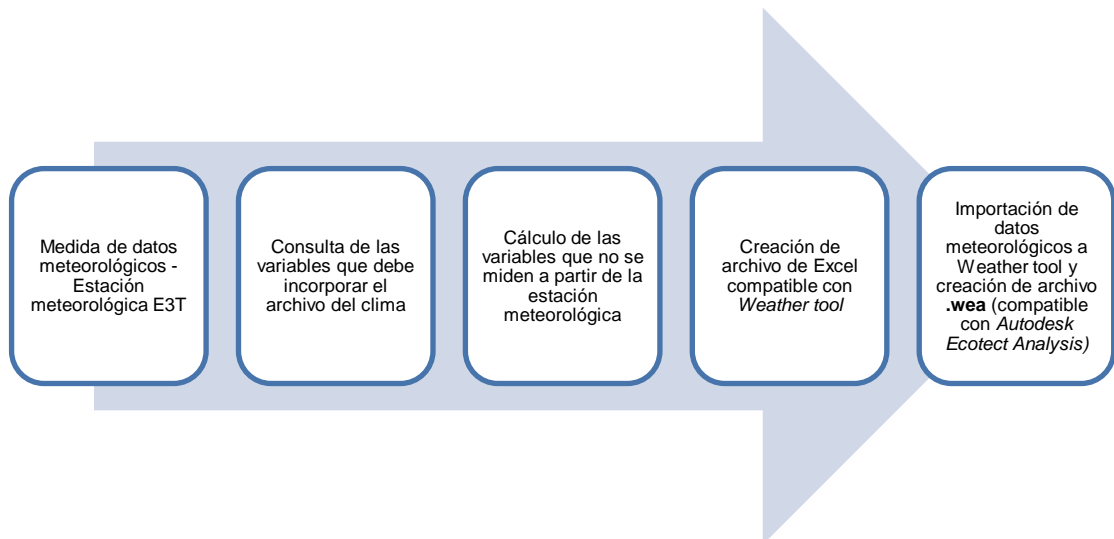 Medida de datos
meteorológicos -
Estación
meteorológica E3T
Consulta de las
variables que debe
incorporar el
archivo del clima
Cálculo de las
variables que no se
miden a partir de la
estación
meteorológica
Creación de
archivo de Excel
compatible con
Weather tool
Importación de
datos
meteorológicos a
Weather tool y
creación de archivo
.wea (compatible
con Autodesk
Ecotect Analysis)